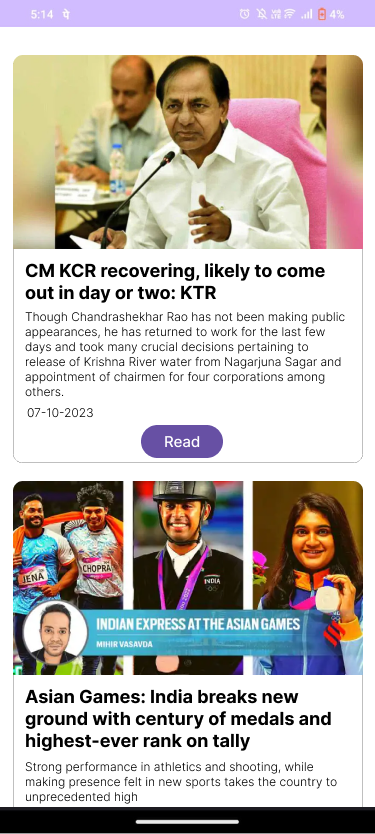 5:14 पे 4%
CM KCR recovering, likely to come
out in day or two: KTR
Though Chandrashekhar Rao has not been making public
appearances, he has returned to work for the last few
days and took many crucial decisions pertaining to
release of Krishna River water from Nagarjuna Sagar and
appointment of chairmen for four corporations among
others.
07-10-2023
Read
JENA
CHOPRA
INDIA
INDIAN EXPRESS AT THE ASIAN GAMES
MIHIR VASAVDA
Asian Games: India breaks new
ground with century of medals and
highest-ever rank on tally
Strong performance in athletics and shooting, while
making presence felt in new sports takes the country to
unprecedented high